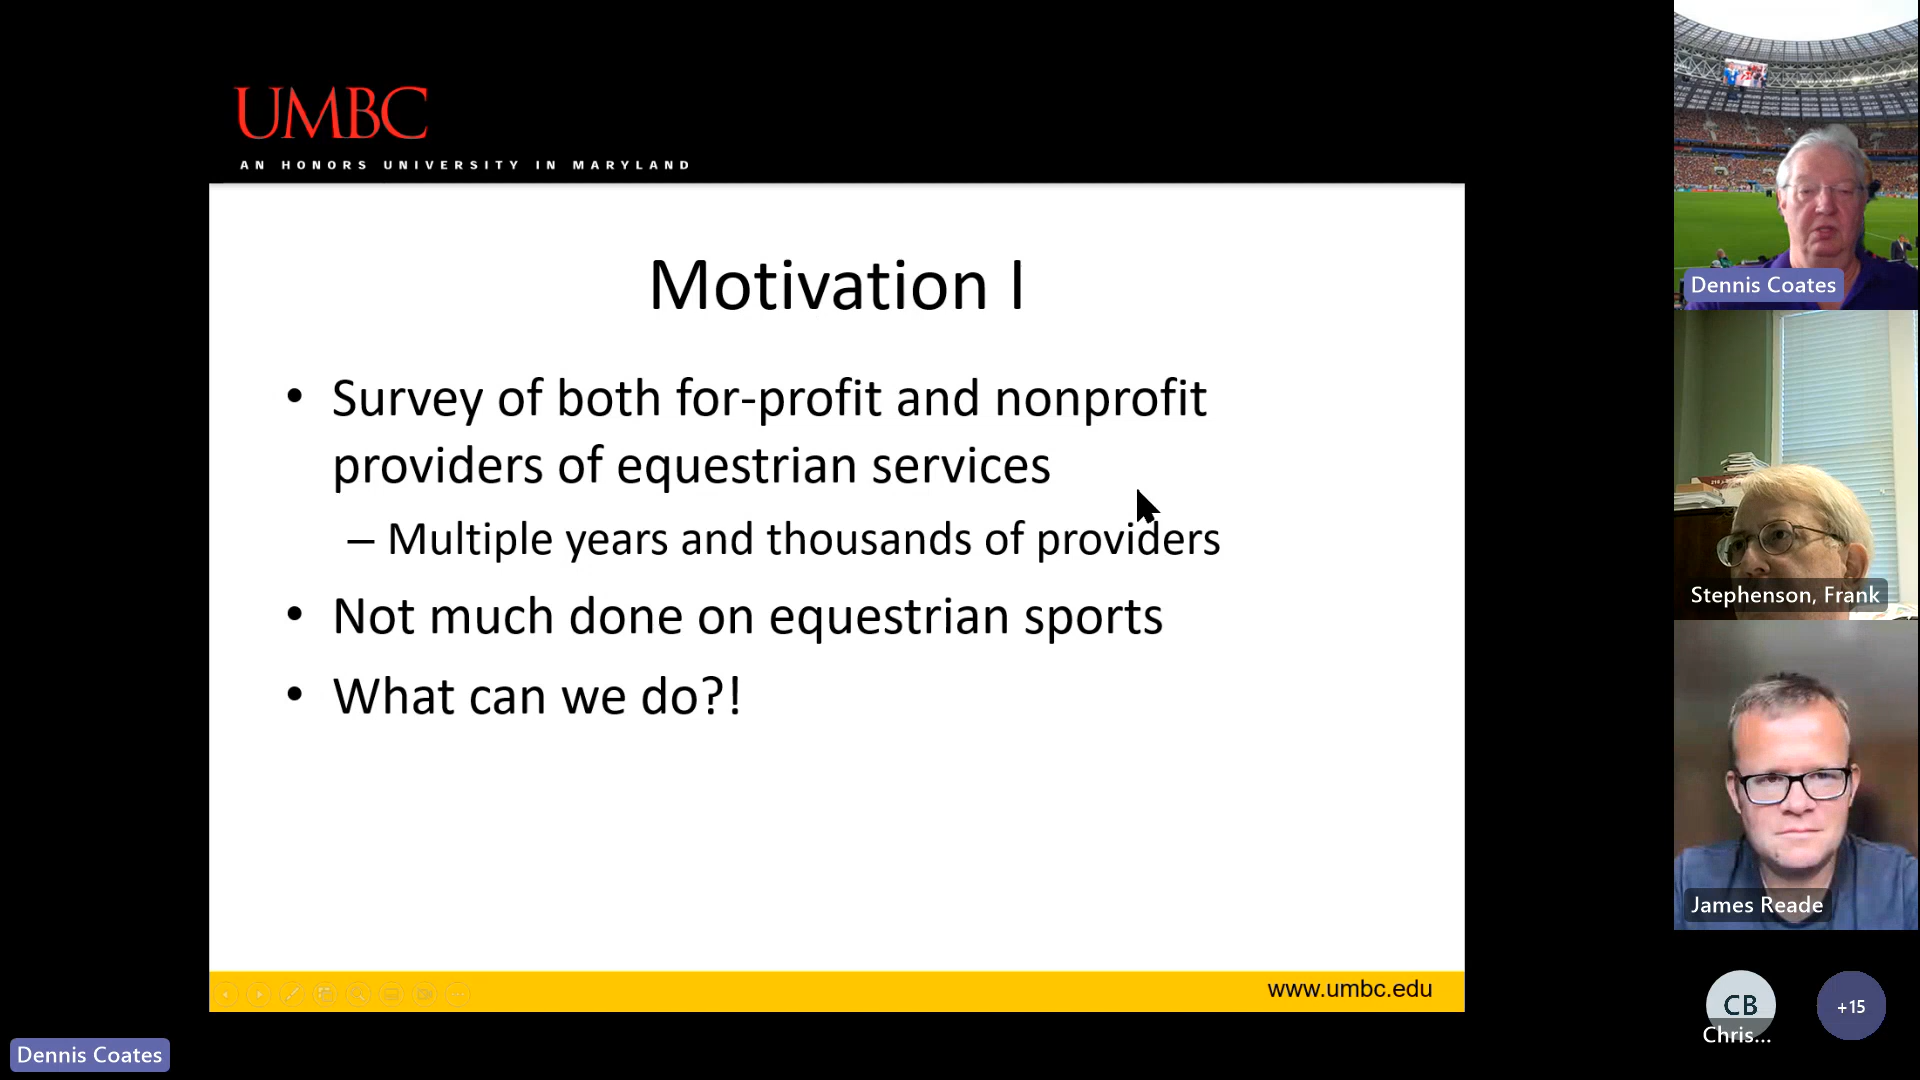 UMBC
AN HONORS UNIVERSITY IN MARYLAND
Motivation I
• Survey of both for-profit and nonprofit
providers of equestrian services
– Multiple years and thousands of providers
• Not much done on equestrian sports
• What can we do?!
www.umbc.edu
Dennis Coates
Dennis Coates
Stephenson, Frank
James Reade
CB
Chris...
+15